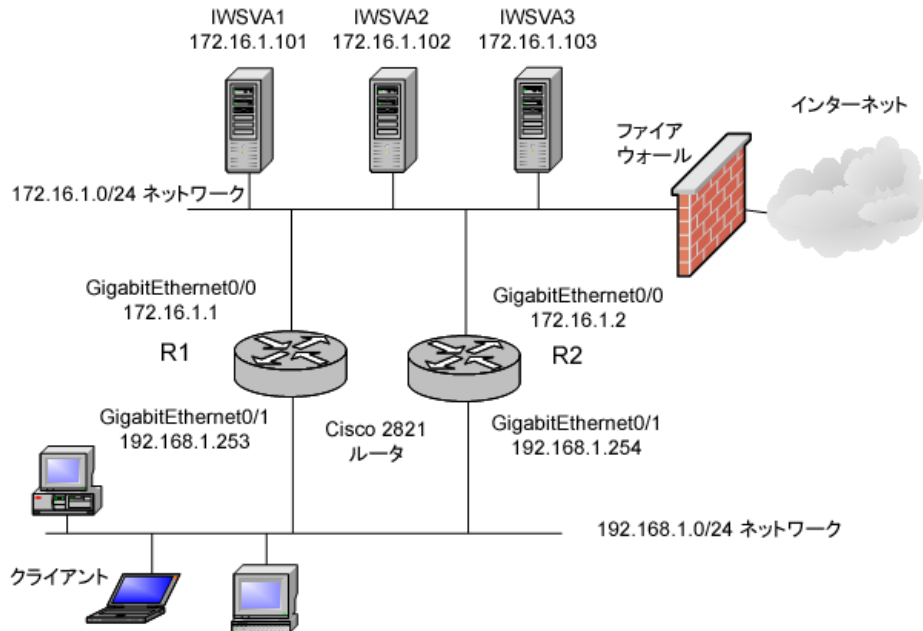 IWSVA1
172.16.1.101
IWSVA2
172.16.1.102
IWSVA3
172.16.1.103
インターネット
ファイア
ウォール
172.16.1.0/24 ネットワーク
GigabitEthernet0/0
172.16.1.1
R1
GigabitEthernet0/0
172.16.1.2
R2
GigabitEthernet0/1
192.168.1.253
Cisco 2821
ルータ
GigabitEthernet0/1
192.168.1.254
192.168.1.0/24 ネットワーク
クライアント